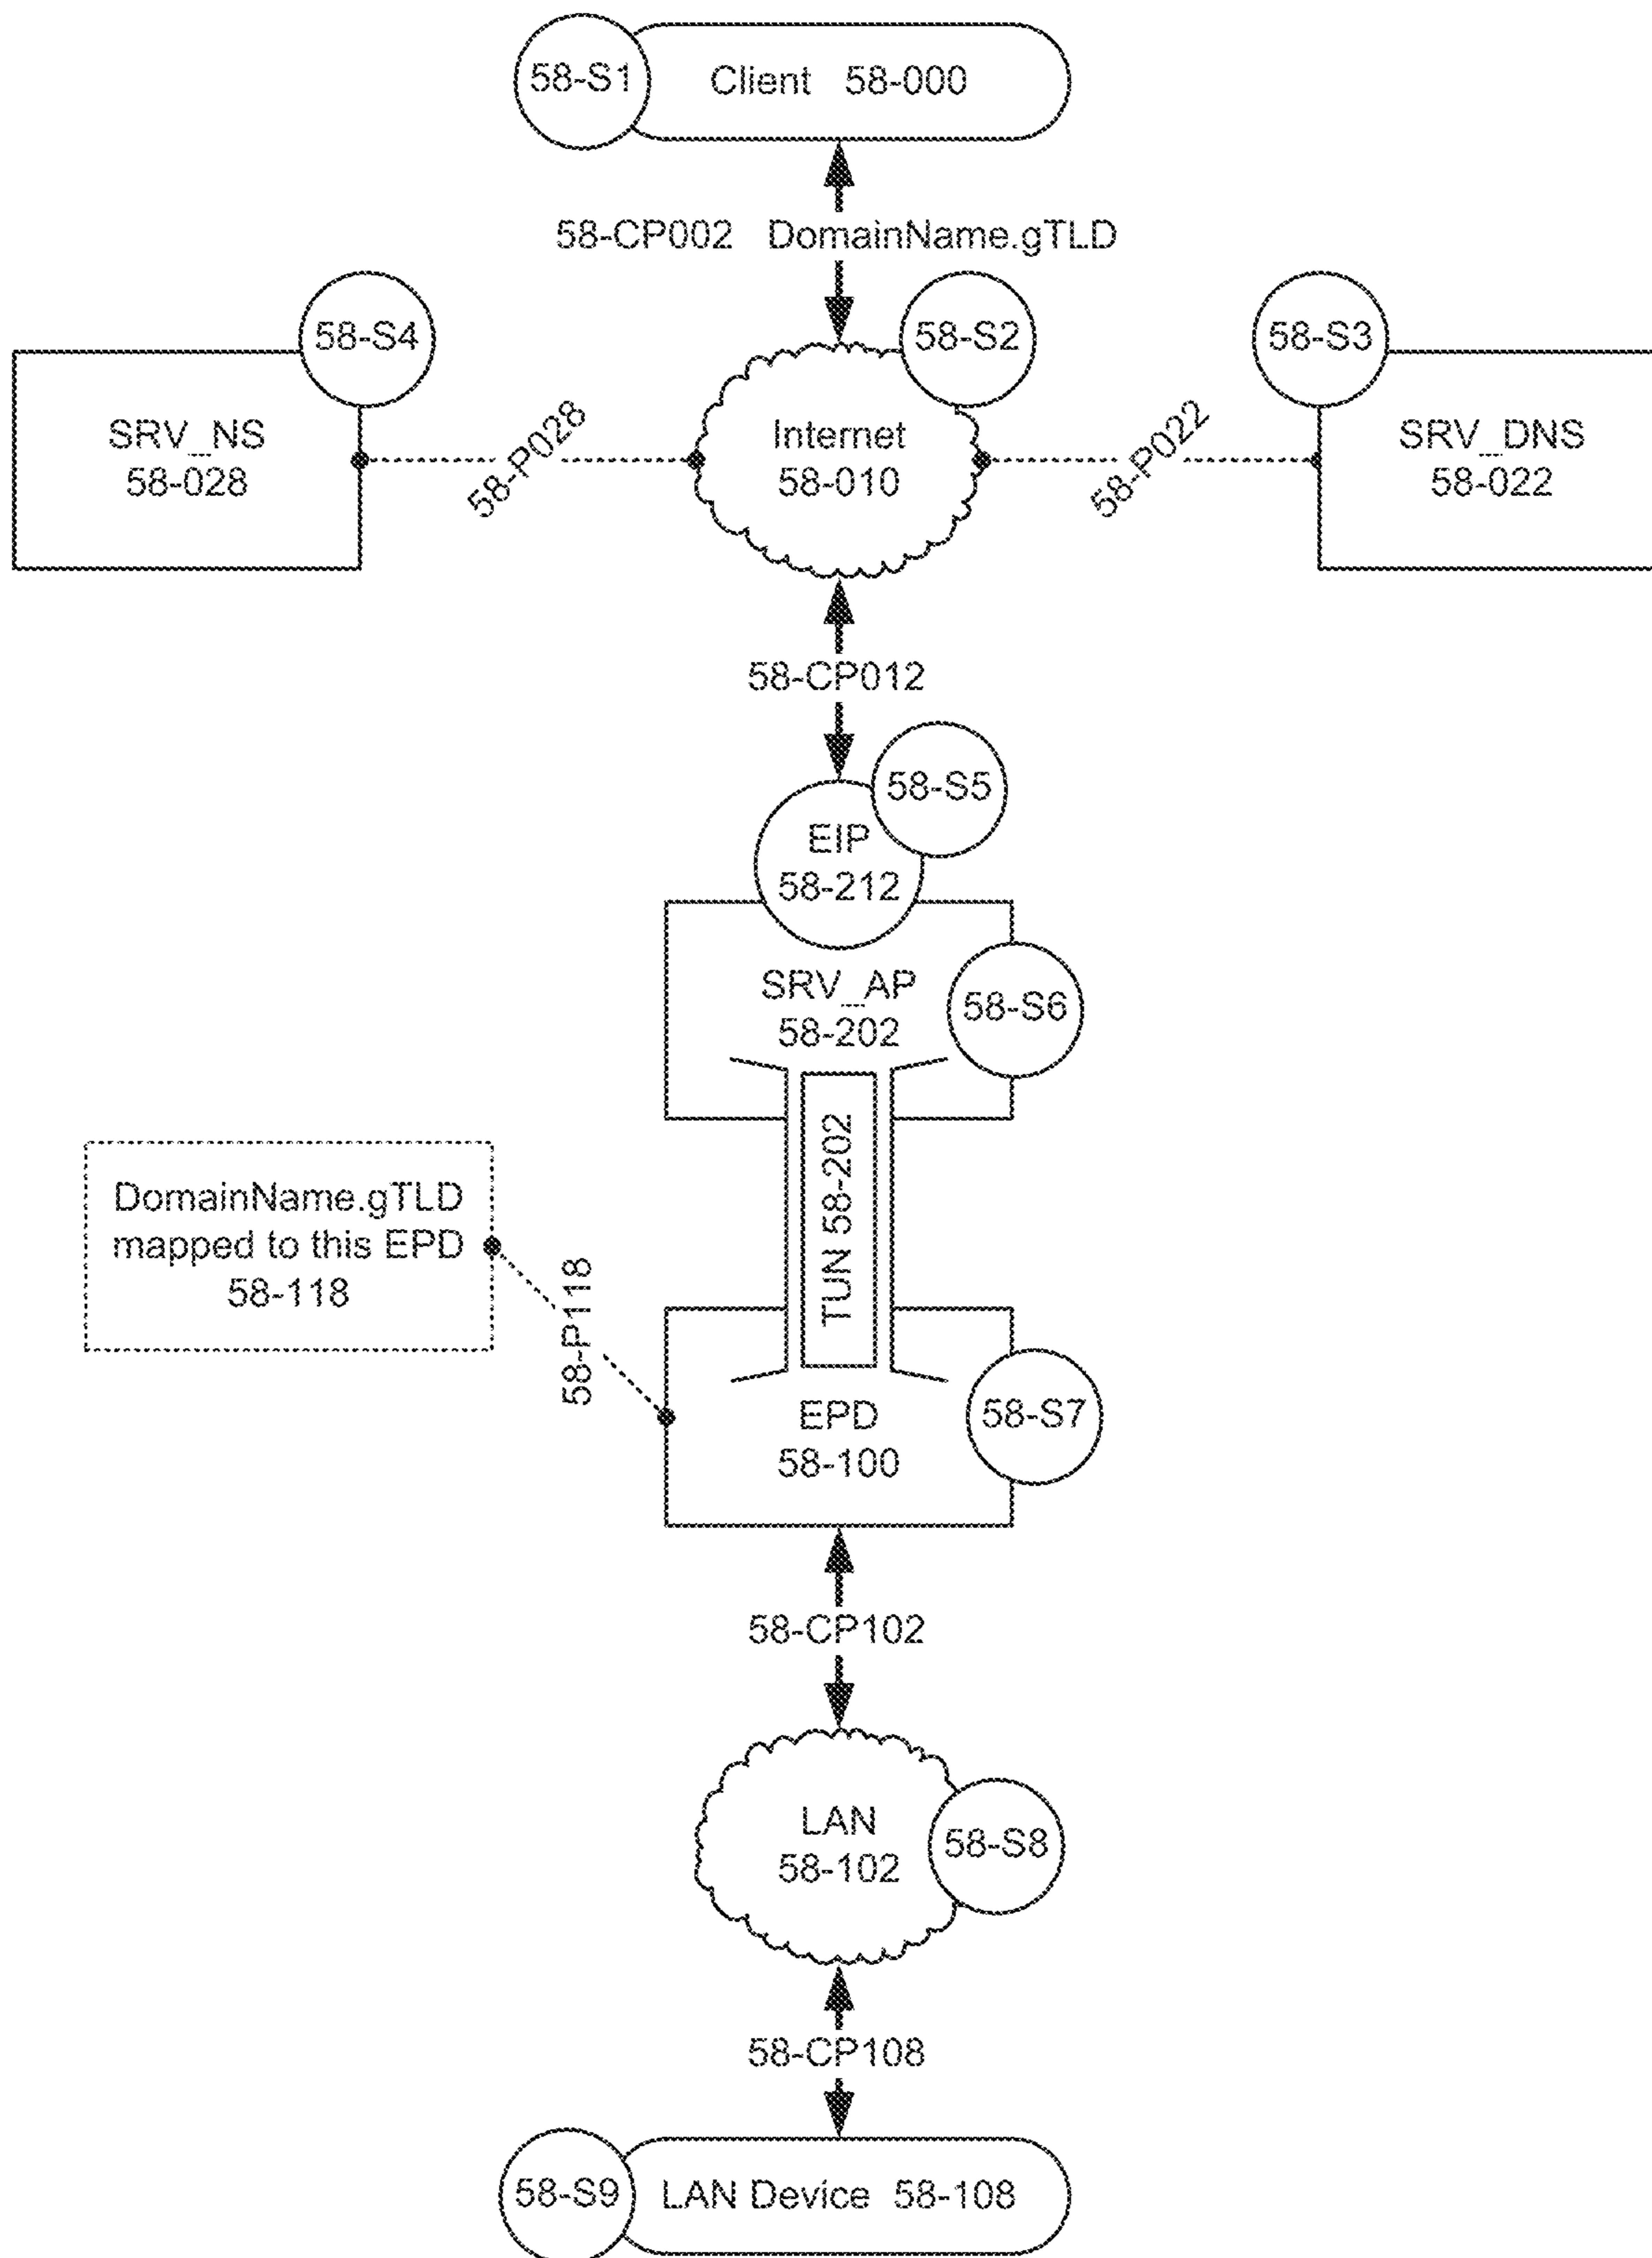 58-S1
Client 58-000
58-CP002 DomainName.gTLD
58-S4
58-S2
58-S3
SRV_NS
58-028
58-P028
Internet
58-010
58-P022
SRV_DNS
58-022
58-CP012
58-S5
EIP
58-212
SRV_AP
58-202
58-S6
TUN 58-202
DomainName.gTLD
mapped to this EPD
58-118
58-P118
EPD
58-100
58-S7
58-CP102
LAN
58-102
58-S8
58-CP108
58-S9
LAN Device 58-108